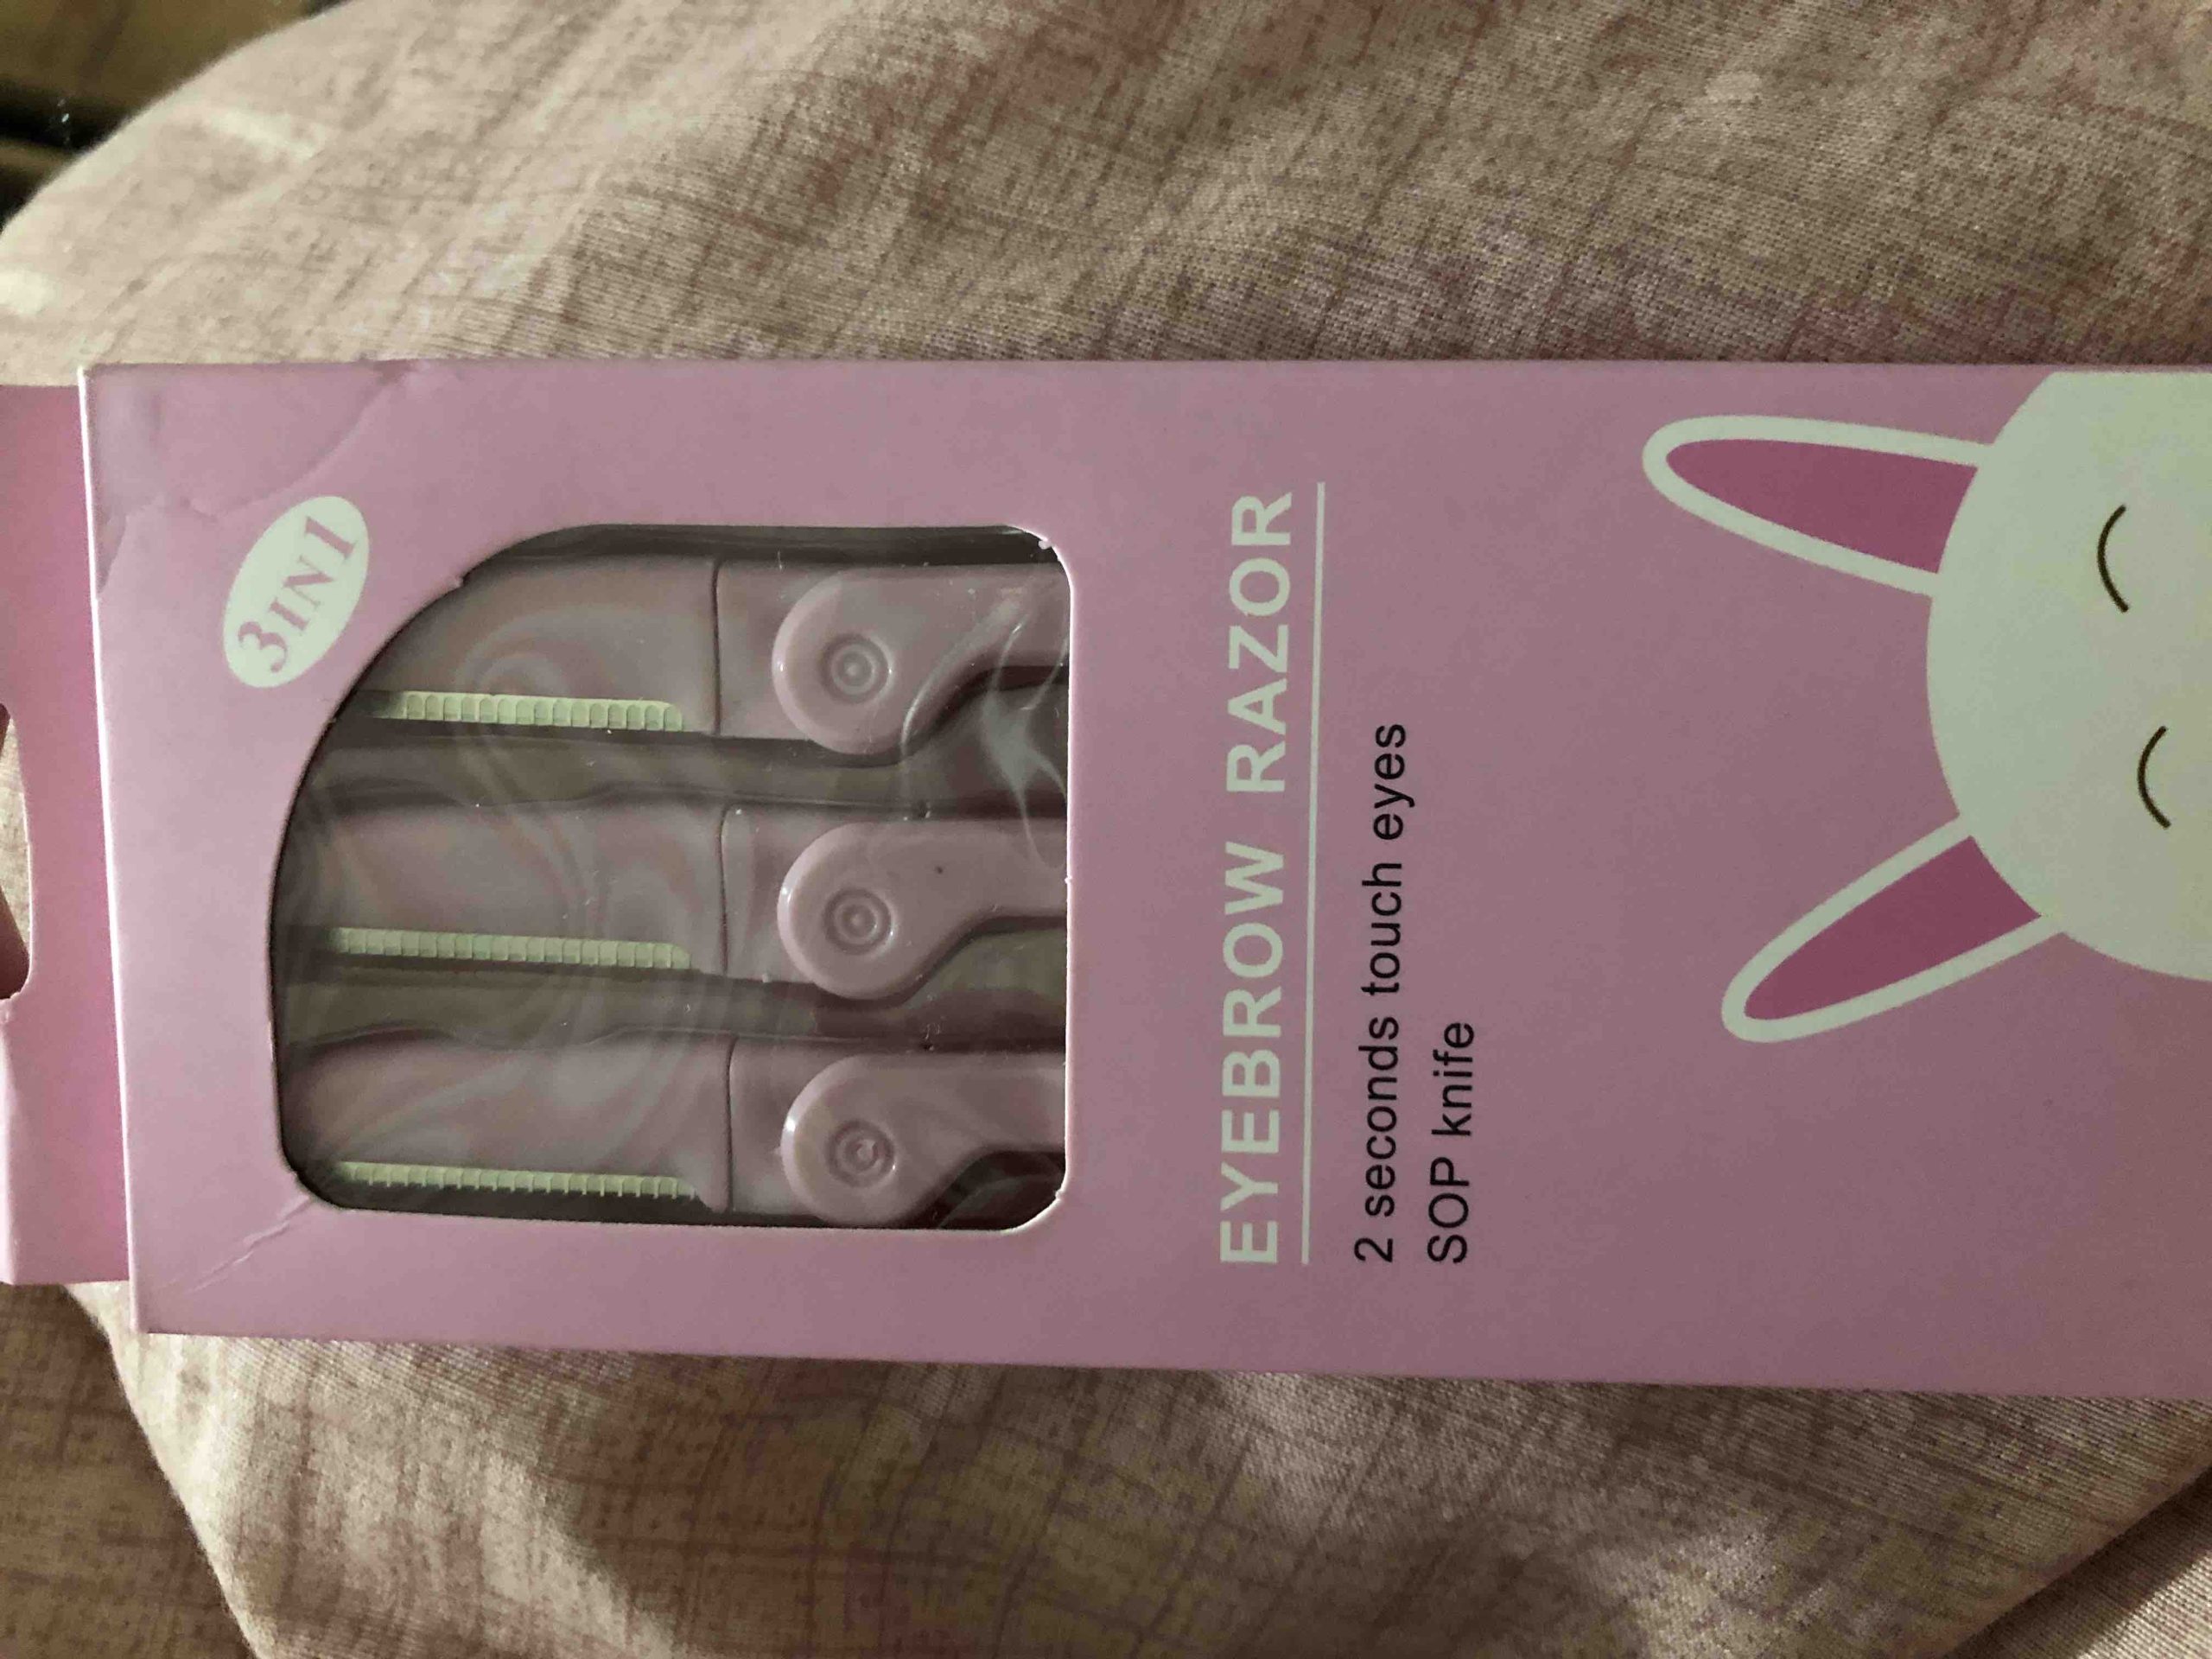 3IN1
EYEBROW RAZOR
2 seconds touch eyes
SOP knife